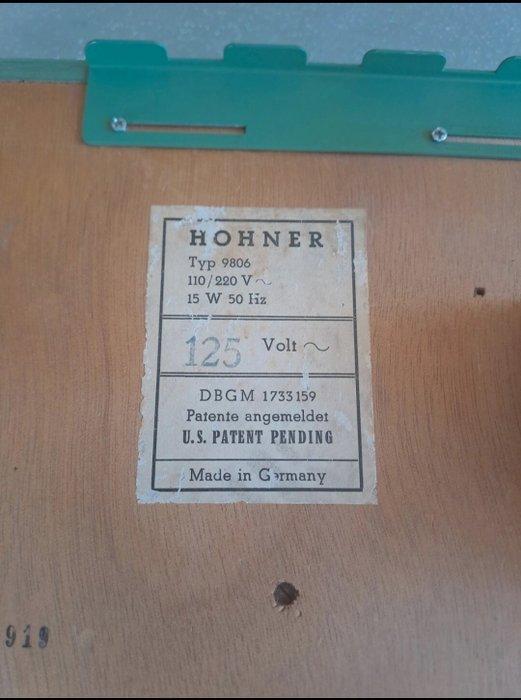 HOHNER
Typ 9806
110/220 V ~
15 W 50 Hz
125 Volt ~
DBGM 1733159
Patente angemeldet
U.S. PATENT PENDING
Made in Germany
919